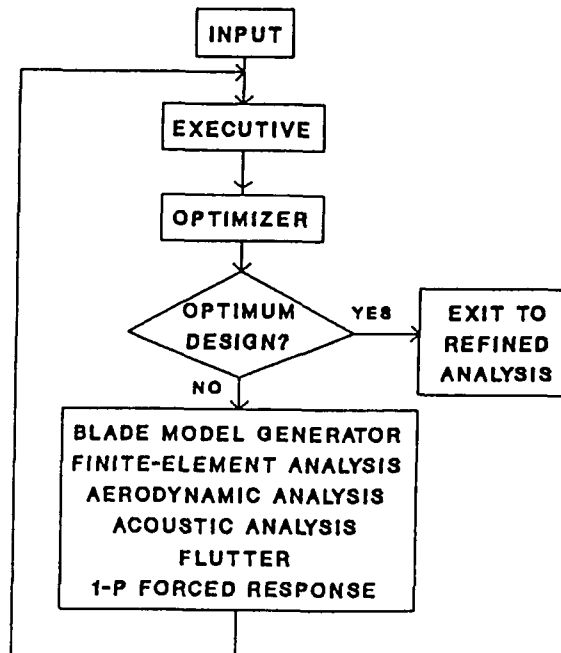 INPUT
EXECUTIVE
OPTIMIZER
OPTIMUM
DESIGN?
YES
EXIT TO
REFINED
ANALYSIS
NO
BLADE MODEL GENERATOR
FINITE-ELEMENT ANALYSIS
AERODYNAMIC ANALYSIS
ACOUSTIC ANALYSIS
FLUTTER
1-P FORCED RESPONSE